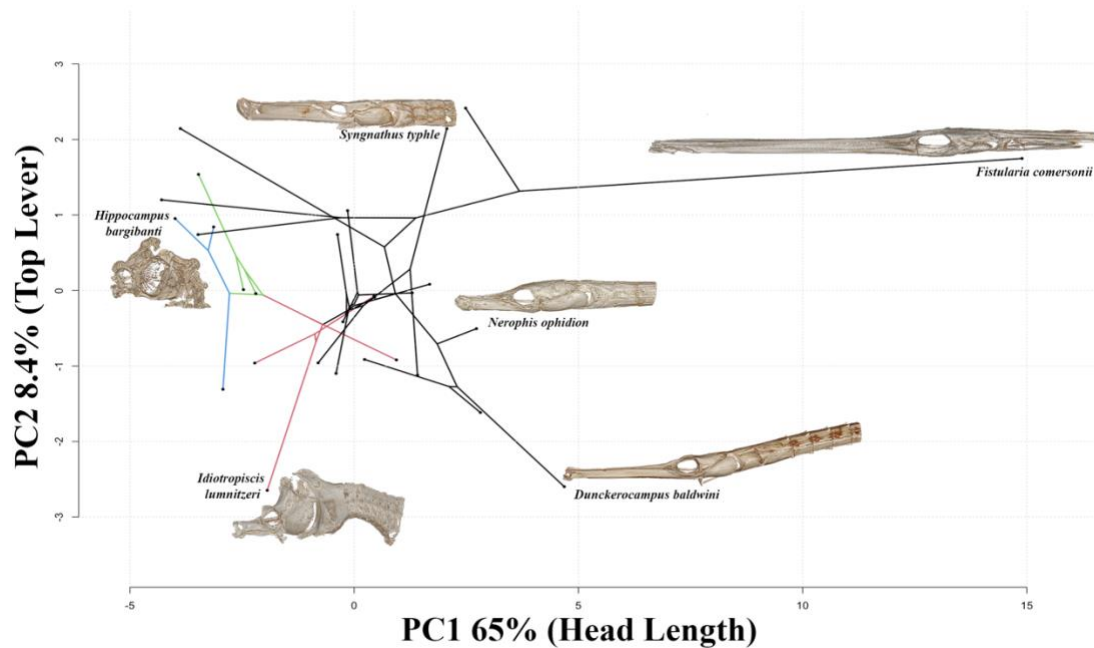 3
2
1
0
-1
-2
-3
PC2 8.4% (Top Lever)
Syngnathus typhle
Fistularia comersonii
Hippocampus
bargibanti
Nerophis ophidion
Idiotropiscis
lumnitzeri
Dunckerocampus baldwini
-5
0
5
10
15
PC1 65% (Head Length)